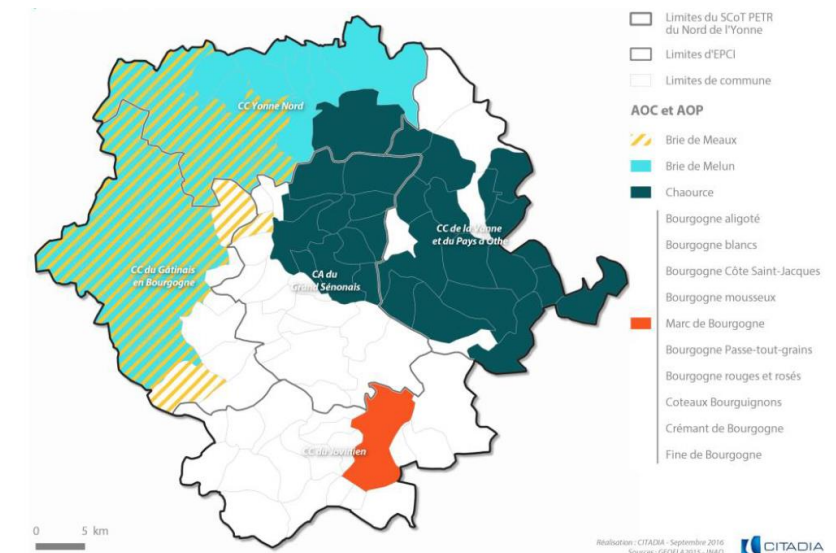 Limites du SCoT PETR
du Nord de l'Yonne
Limites d'EPCI
Limites de commune
AOC et AOP
Brie de Meaux
Brie de Melun
Chaource
Bourgogne aligoté
Bourgogne blancs
Bourgogne Côte Saint-Jacques
Bourgogne mousseux
Marc de Bourgogne
Bourgogne Passe-tout-grains
Bourgogne rouges et rosés
Coteaux Bourguignons
Crémant de Bourgogne
Fine de Bourgogne
CC Yonne Nord
CC de la Vanne
et du Pays d'Othe
CC du Gâtinais
en Bourgogne
CA du
Grand Sénonais
CC du Jovinien
0 5 km
Réalisation : CITADIA - Septembre 2016
Sources : GEOFLA 2015 - INAO
CITADIA